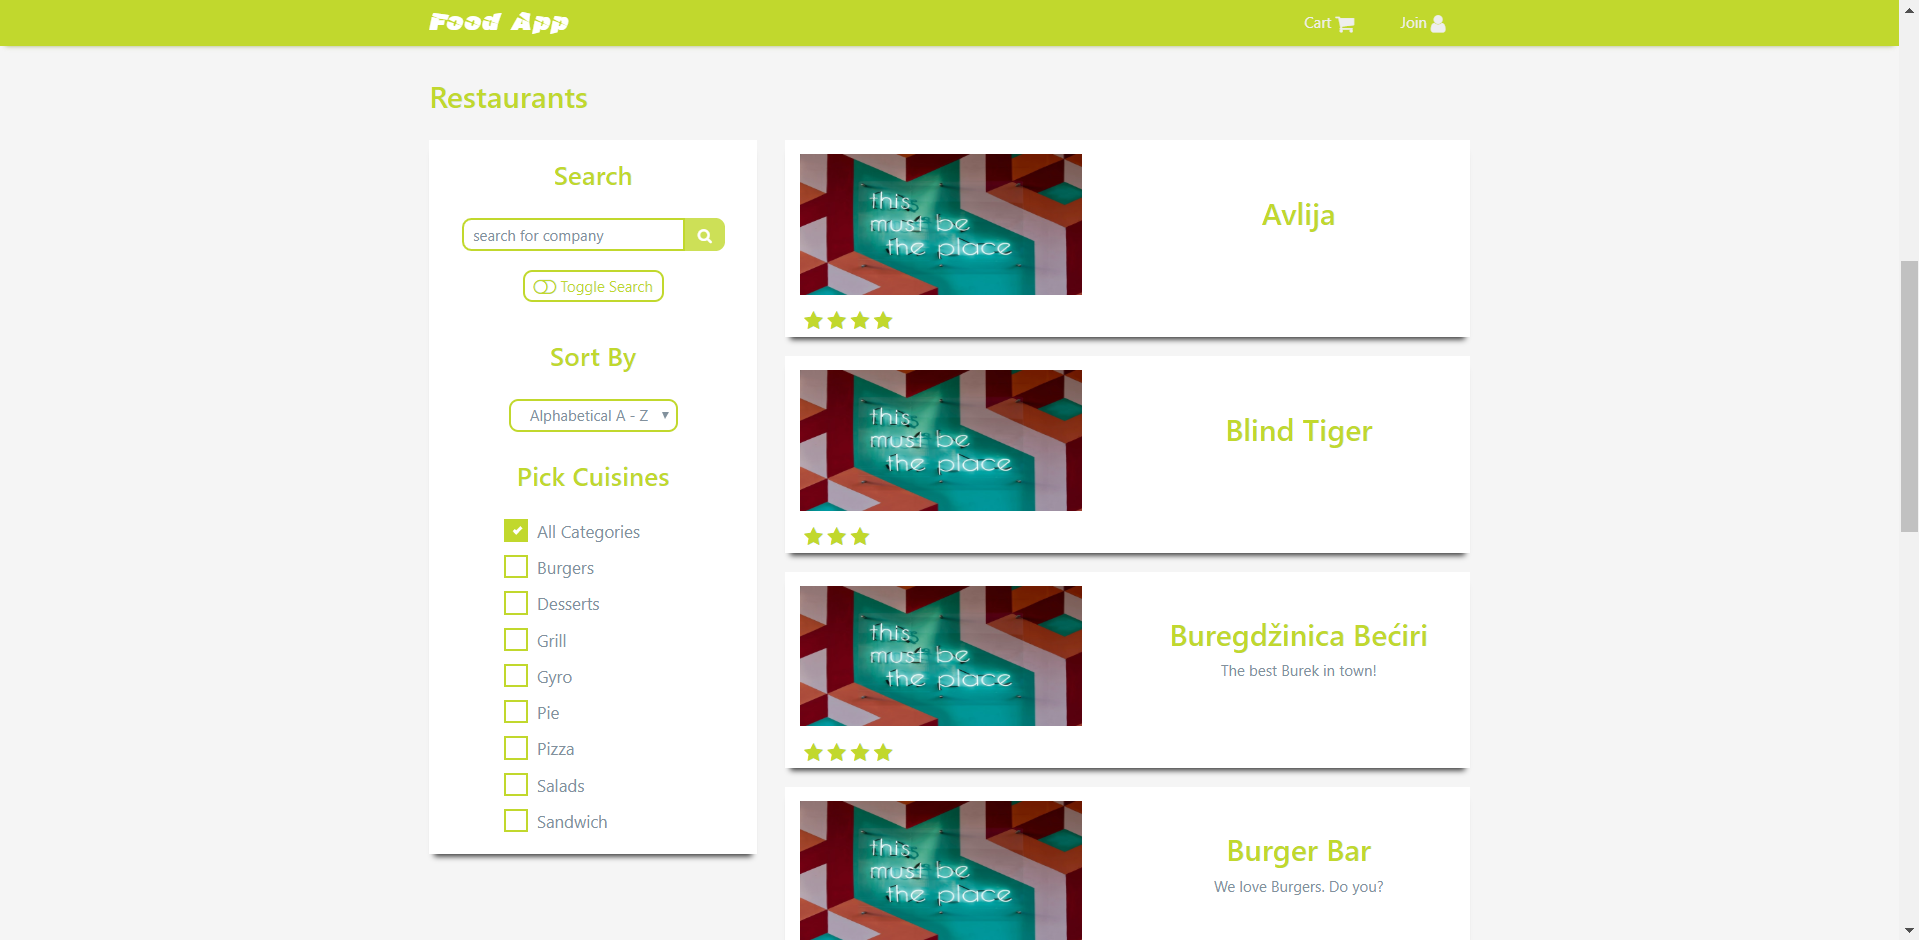 Food App
Cart
Join
Restaurants
Search
search for company
Toggle Search
Sort By
Alphabetical A - Z
Pick Cuisines
All Categories
Burgers
Desserts
Grill
Gyro
Pie
Pizza
Salads
Sandwich
this
must be
the place
Avlija
this
must be
the place
Blind Tiger
this
must be
the place
Buregdžinica Bećiri
The best Burek in town!
this
must be
the place
Burger Bar
We love Burgers. Do you?